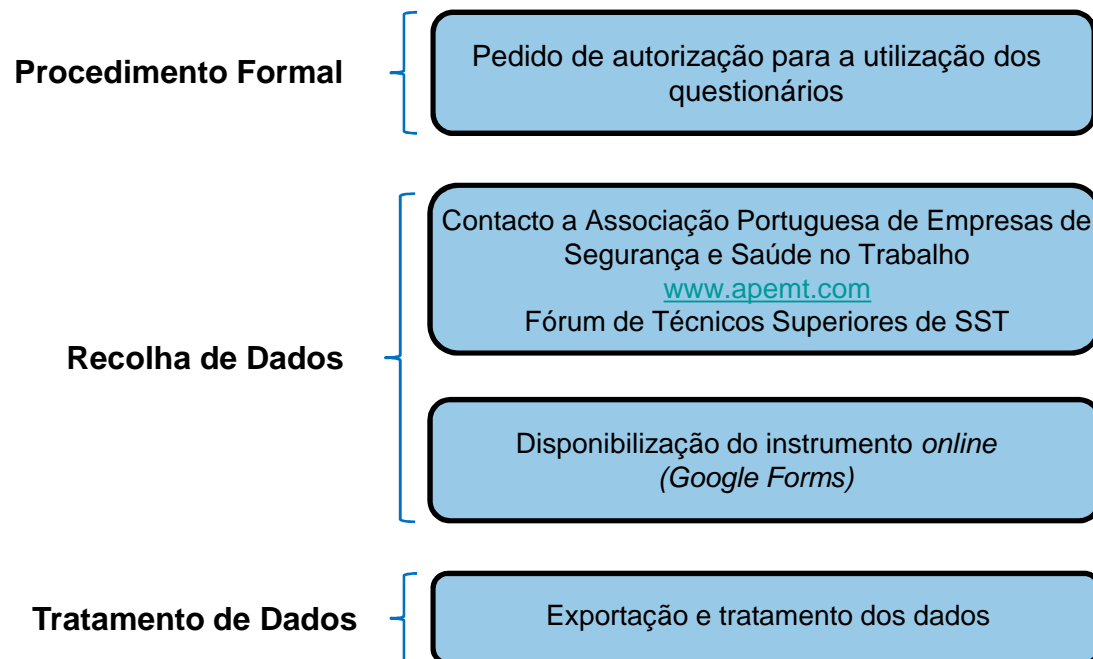 Procedimento Formal
Pedido de autorização para a utilização dos
questionários
Recolha de Dados
Contacto a Associação Portuguesa de Empresas de
Segurança e Saúde no Trabalho
www.apemt.com
Fórum de Técnicos Superiores de SST
Disponibilização do instrumento online
(Google Forms)
Tratamento de Dados
Exportação e tratamento dos dados